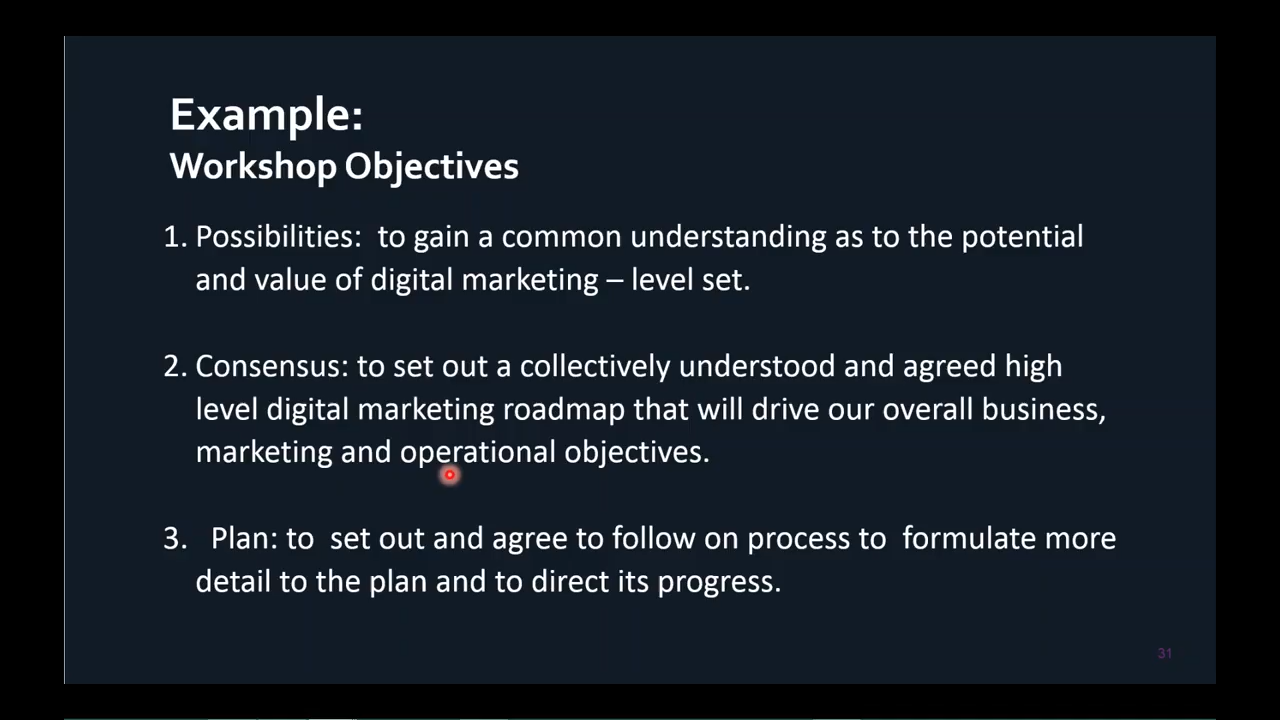 Example:
Workshop Objectives
1. Possibilities:  to gain a common understanding as to the potential
and value of digital marketing – level set.
2. Consensus: to set out a collectively understood and agreed high
level digital marketing roadmap that will drive our overall business,
marketing and operational objectives.
3.   Plan: to  set out and agree to follow on process to  formulate more
detail to the plan and to direct its progress.
31